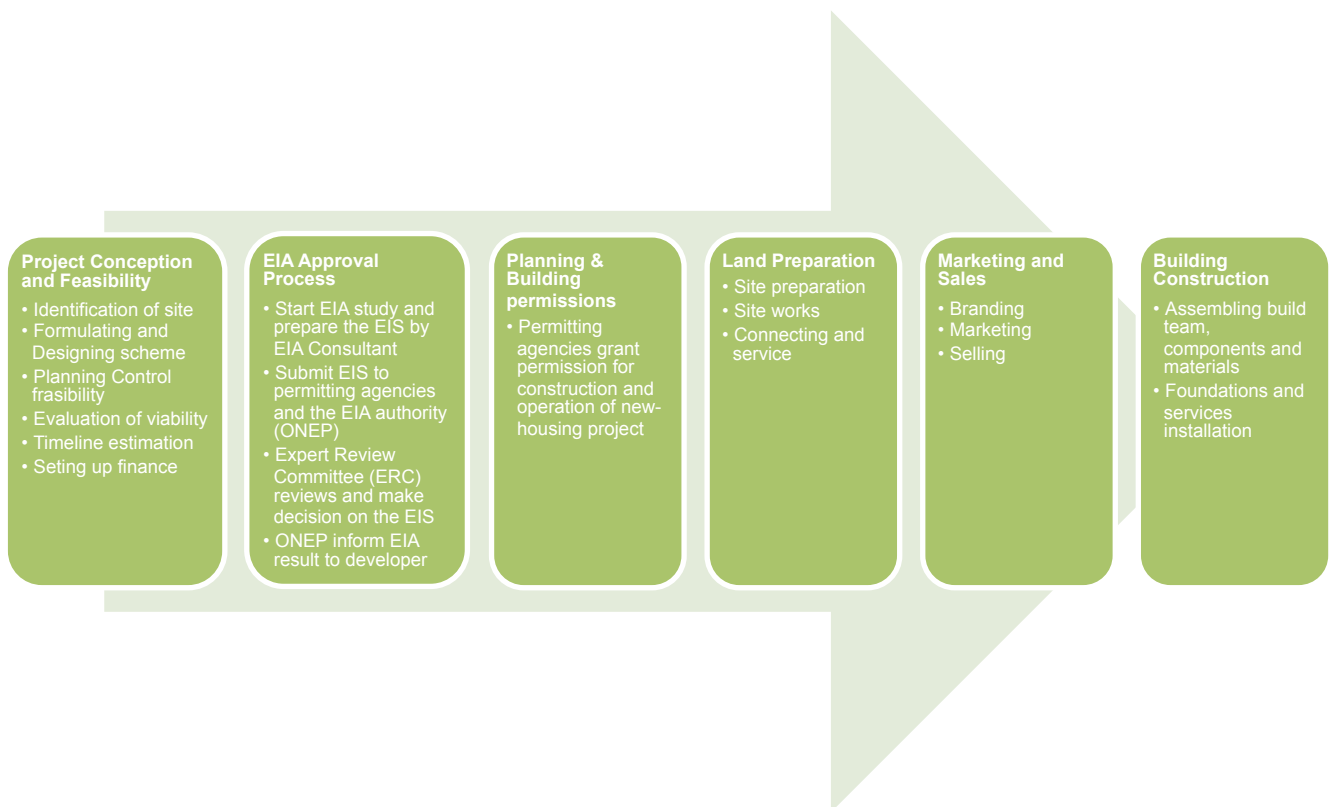 Project Conception
and Feasibility
• Identification of site
• Formulating and
Designing scheme
• Planning Control
frasibility
• Evaluation of viability
• Timeline estimation
• Seting up finance
EIA Approval
Process
• Start EIA study and
prepare the EIS by
EIA Consultant
• Submit EIS to
permitting agencies
and the EIA authority
(ONEP)
• Expert Review
Committee (ERC)
reviews and make
decision on the EIS
• ONEP inform EIA
result to developer
Planning &
Building
permissions
• Permitting
agencies grant
permission for
construction and
operation of new-
housing project
Land Preparation
• Site preparation
• Site works
• Connecting and
service
Marketing and
Sales
• Branding
• Marketing
• Selling
Building
Construction
• Assembling build
team,
components and
materials
• Foundations and
services
installation